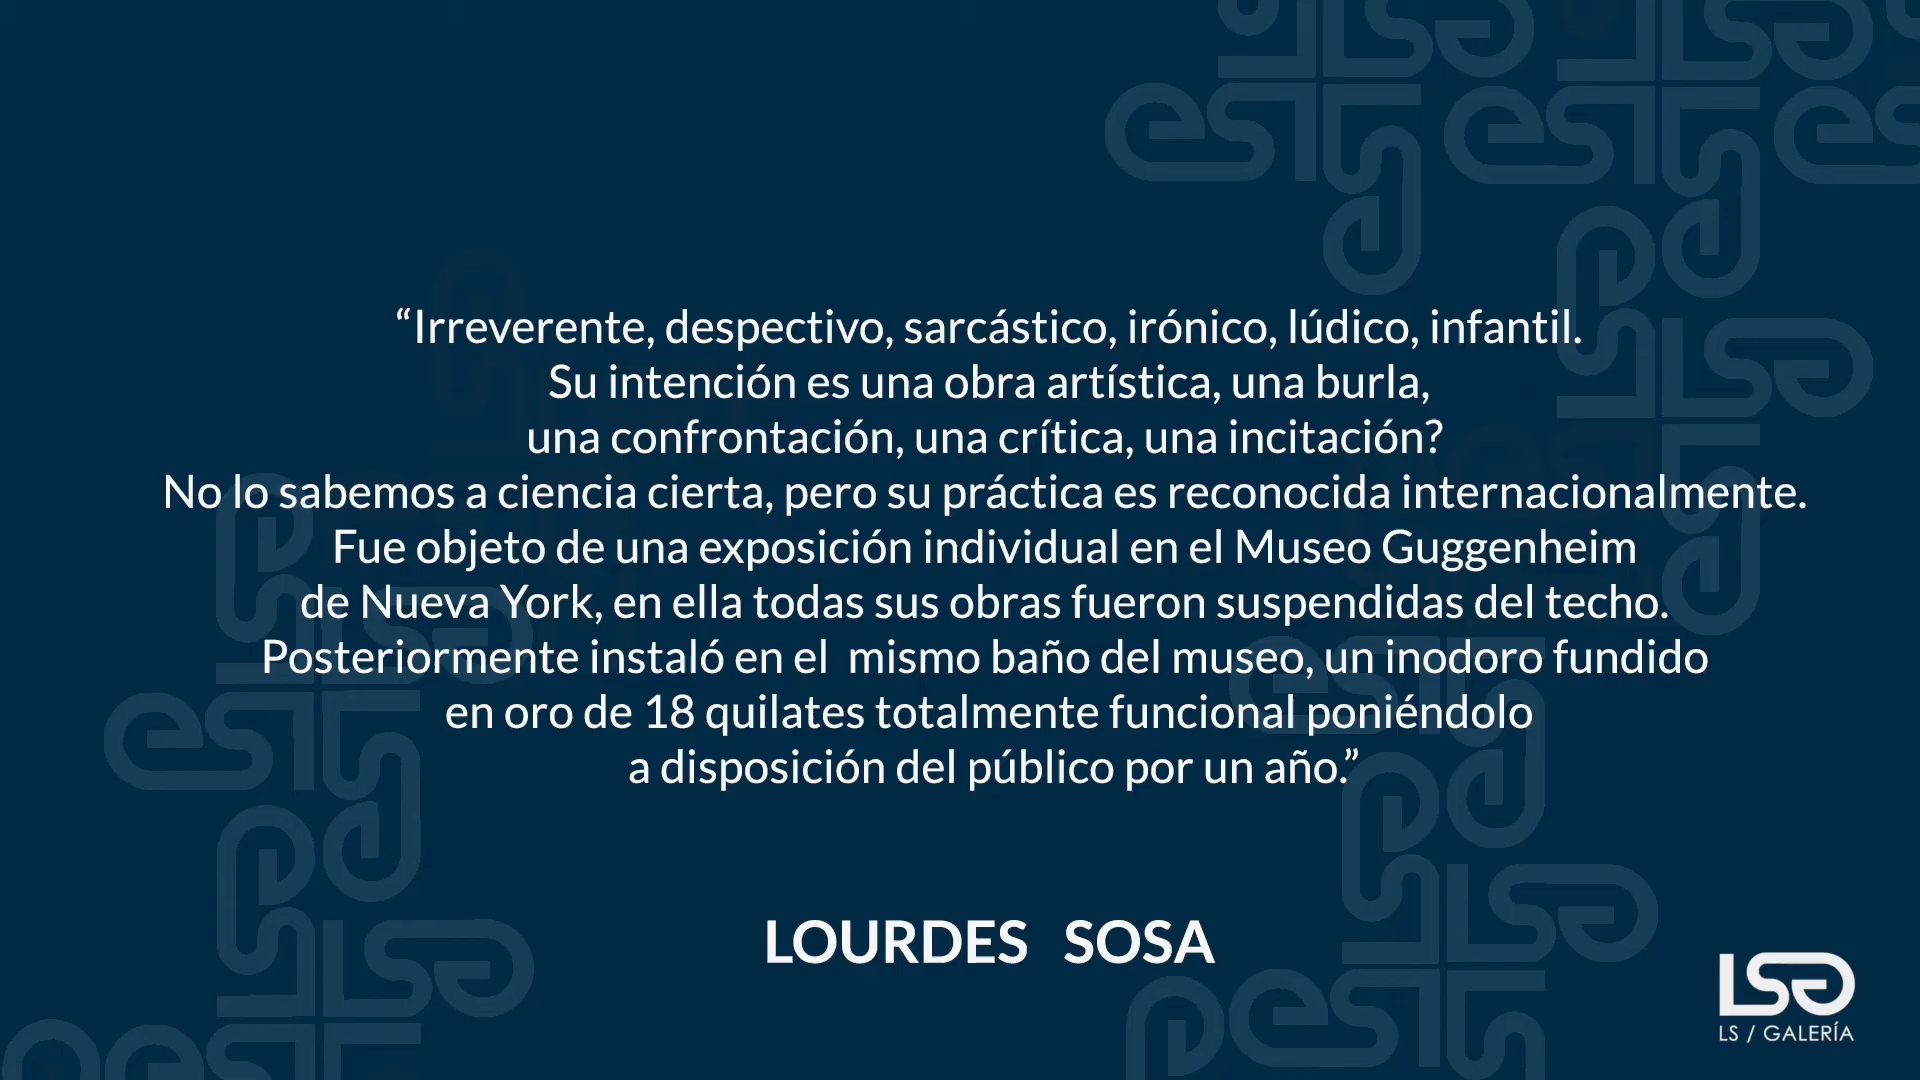 “Irreverente, despectivo, sarcástico, irónico, lúdico, infantil.
Su intención es una obra artística, una burla,
una confrontación, una crítica, una incitación?
No lo sabemos a ciencia cierta, pero su práctica es reconocida internacionalmente.
Fue objeto de una exposición individual en el Museo Guggenheim
de Nueva York, en ella todas sus obras fueron suspendidas del techo.
Posteriormente instaló en el  mismo baño del museo, un inodoro fundido
en oro de 18 quilates totalmente funcional poniéndolo
a disposición del público por un año.”
LOURDES SOSA
LSG
LS / GALERÍA